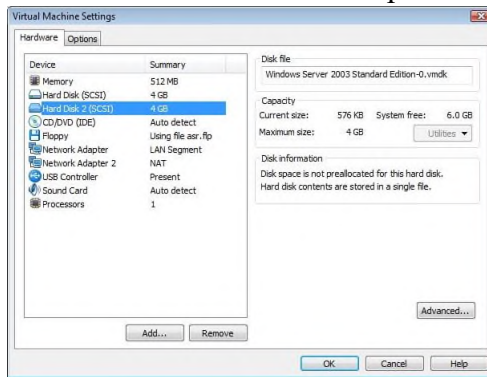 Virtual Machine Settings
Hardware Options
Device Summary
Memory 512 MB
Hard Disk (SCSI) 4 GB
Hard Disk 2 (SCSI) 4 GB
CD/DVD (IDE) Auto detect
Floppy Using file asr.flp
Network Adapter LAN Segment
Network Adapter 2 NAT
USB Controller Present
Sound Card Auto detect
Processors 1
Add... Remove
Disk file
Windows Server 2003 Standard Edition-0.vmdk
Capacity
Current size: 576 KB System free: 6.0 GB
Maximum size: 4 GB Utilities
Disk information
Disk space is not preallocated for this hard disk.
Hard disk contents are stored in a single file.
Advanced...
OK Cancel Help